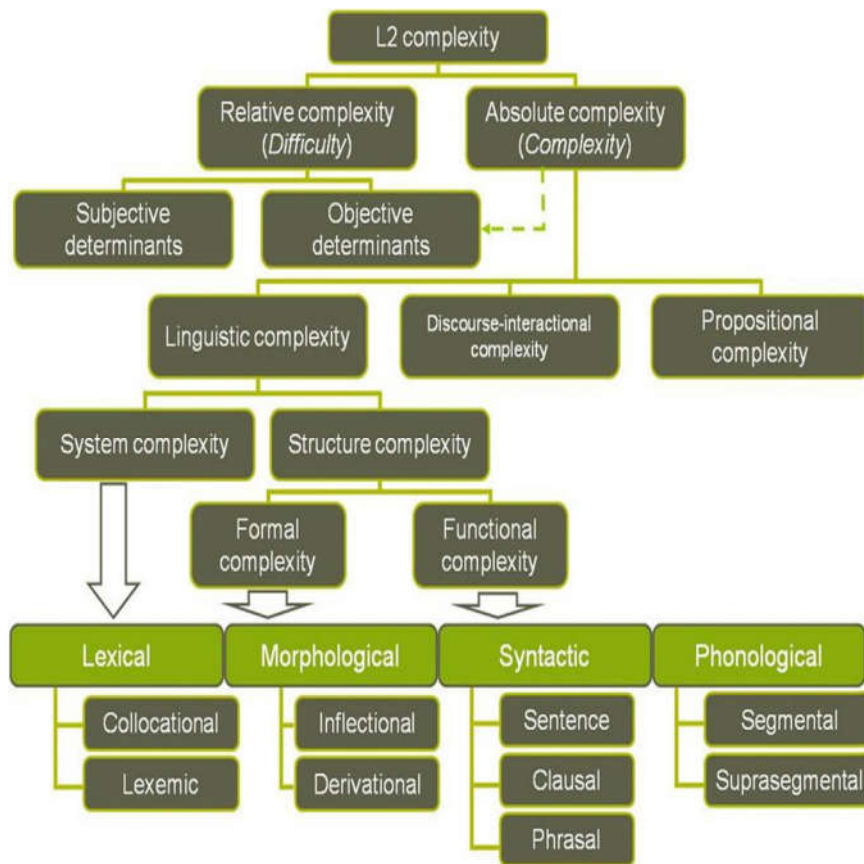 L2 complexity
Relative complexity
(Difficulty)
Absolute complexity
(Complexity)
Subjective
determinants
Objective
determinants
Linguistic complexity
Discourse-interactional
complexity
Propositional
complexity
System complexity
Structure complexity
Formal
complexity
Functional
complexity
Lexical
Morphological
Syntactic
Phonological
Collocational
Inflectional
Sentence
Segmental
Lexemic
Derivational
Clausal
Suprasegmental
Phrasal